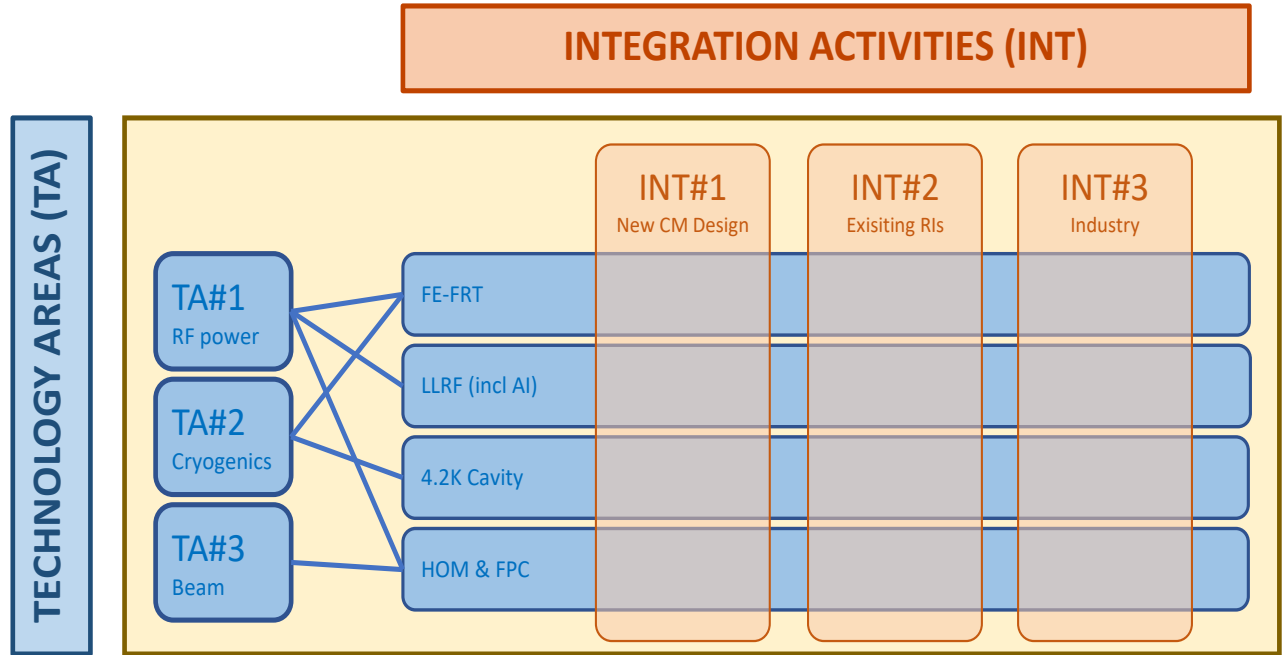 INTEGRATION ACTIVITIES (INT)
TECHNOLOGY AREAS (TA)
INT#1
New CM Design
INT#2
Exisiting RIs
INT#3
Industry
TA#1
RF power
TA#2
Cryogenics
TA#3
Beam
FE-FRT
LLRF (incl AI)
4.2K Cavity
HOM & FPC